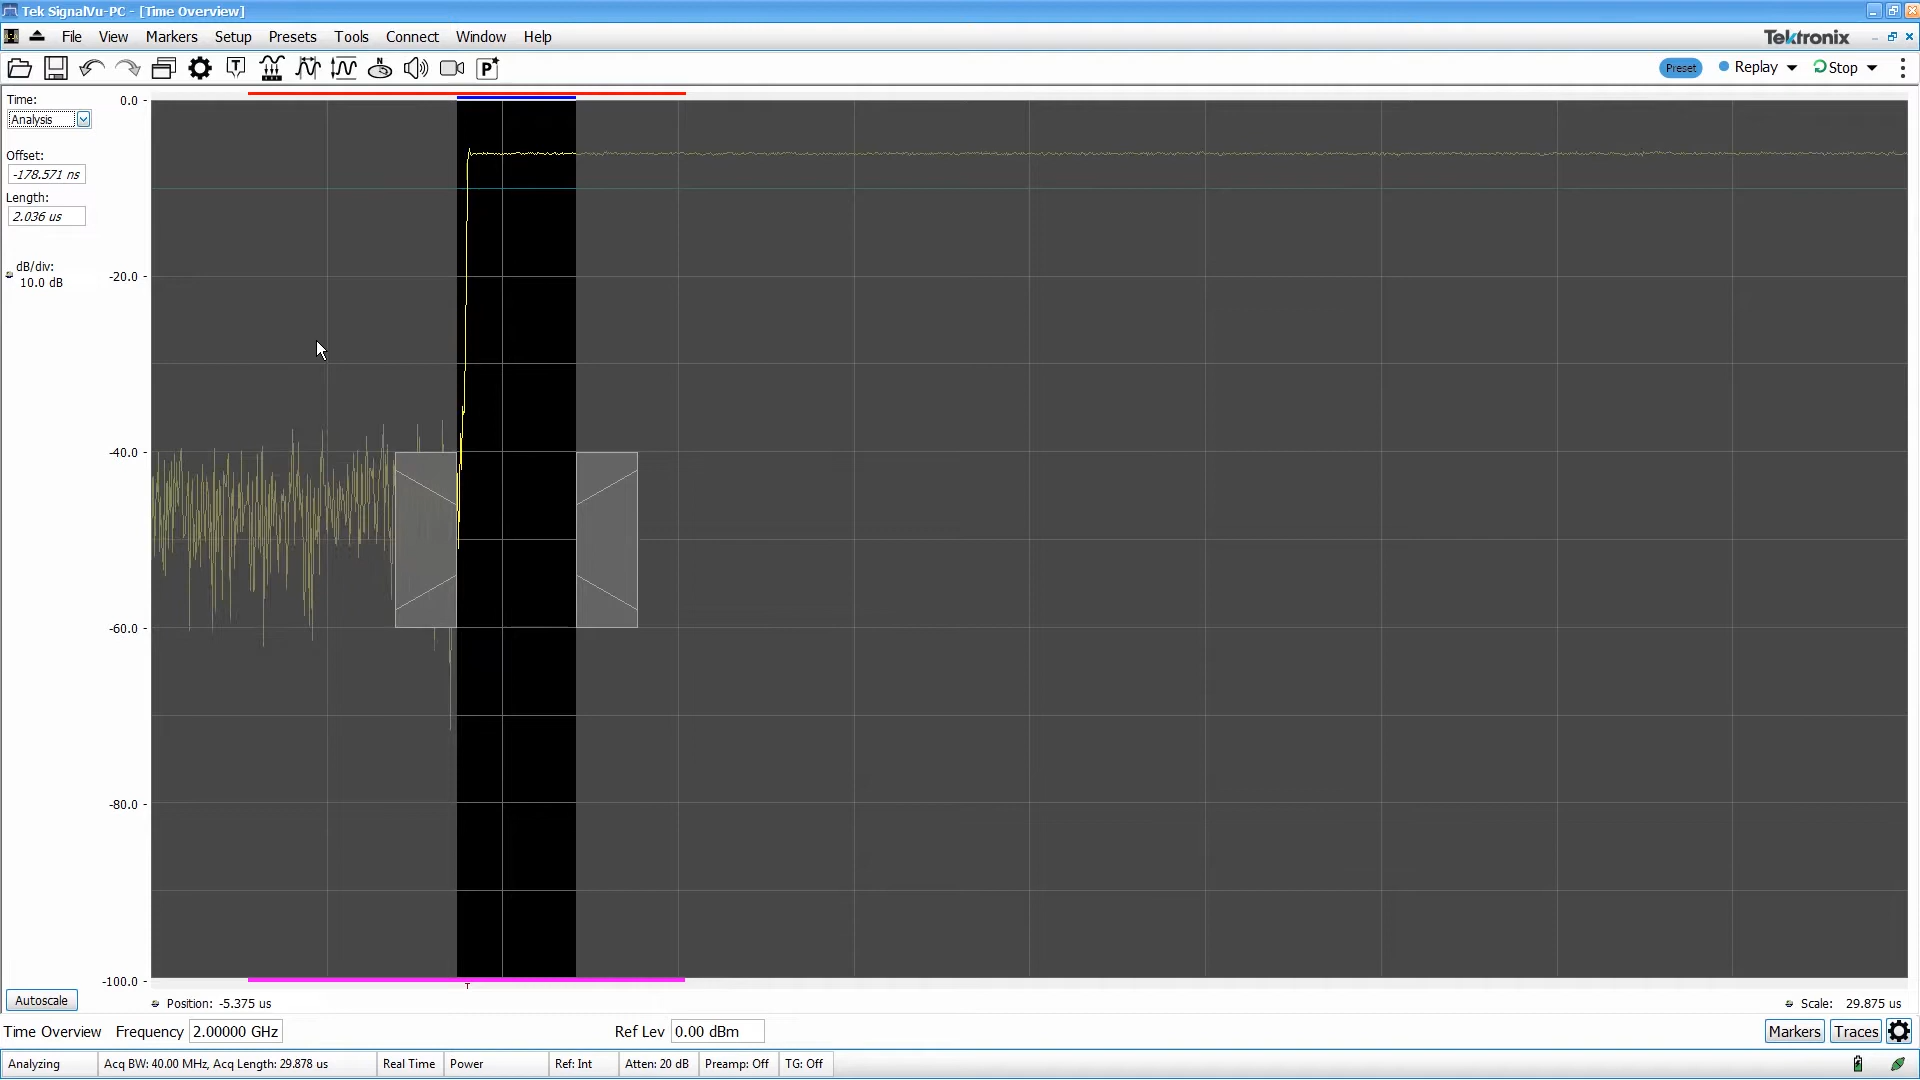 Tek SignalVu-PC - [Time Overview]
File View Markers Setup Presets Tools Connect Window Help
Tektronix
T N P Preset Replay Stop
Time:
Analysis
Offset:
-178.571 ns
Length:
2.036 us
dB/div:
10.0 dB
0.0
-20.0
-40.0
-60.0
-80.0
-100.0
T
Autoscale
Position: -5.375 us
Scale: 29.875 us
Time Overview Frequency 2.00000 GHz Ref Lev 0.00 dBm Markers Traces
Analyzing Acq BW: 40.00 MHz, Acq Length: 29.878 us Real Time Power Ref: Int Atten: 20 dB Preamp: Off TG: Off